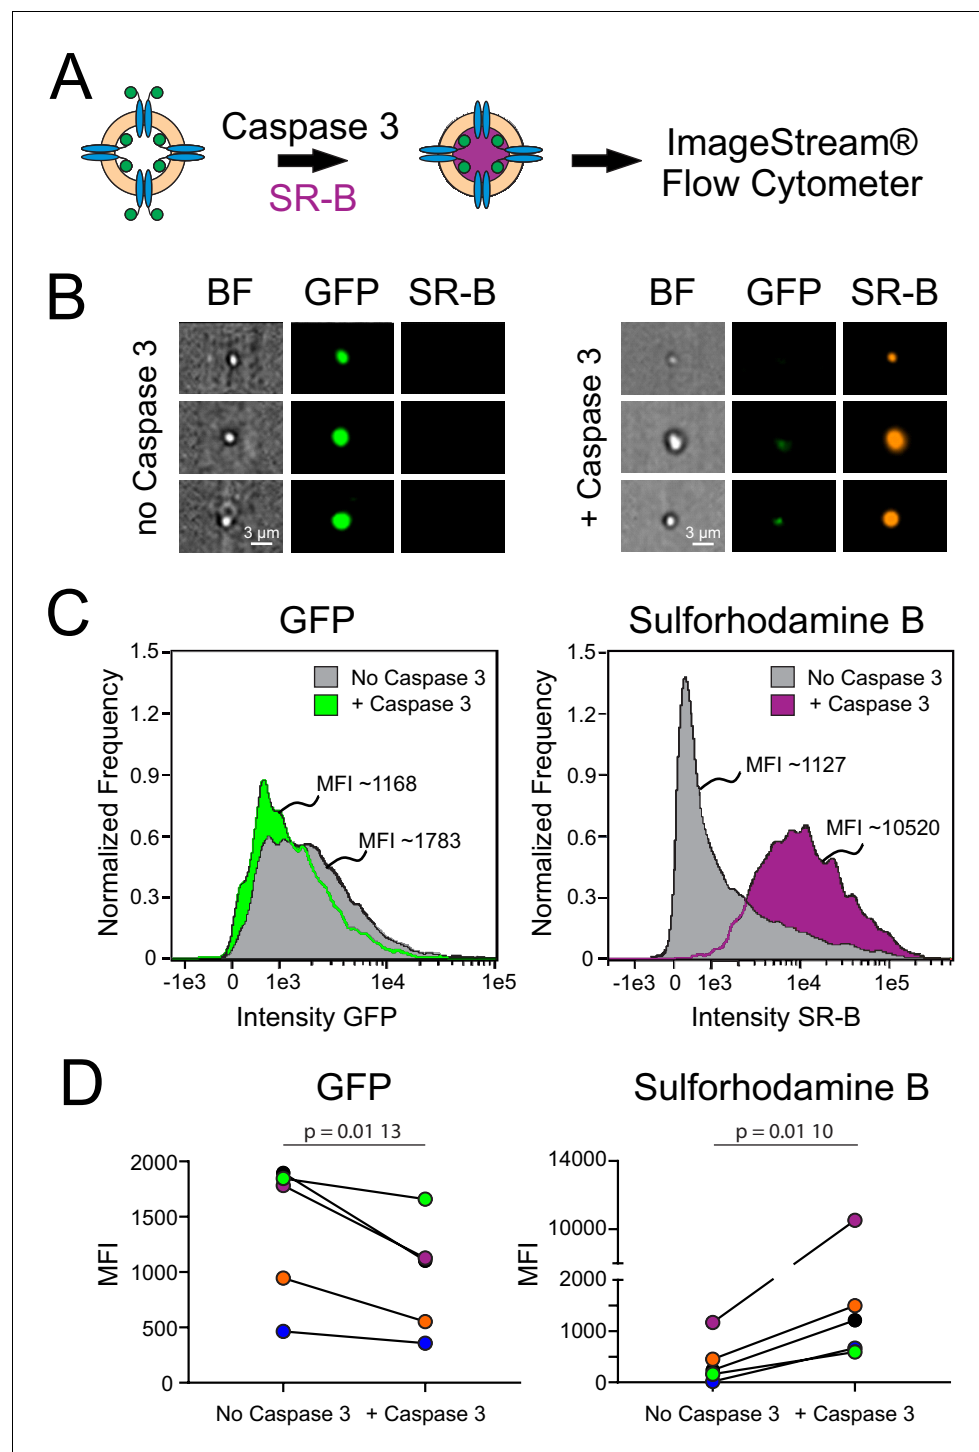 A
Caspase 3
SR-B
ImageStream®
Flow Cytometer
B
BF GFP SR-B
no Caspase 3
3 µm
BF GFP SR-B
+ Caspase 3
3 µm
C
GFP
Normalized Frequency
1.5
1.2
0.9
0.6
0.3
0
No Caspase 3
+ Caspase 3
MFI ~1168
MFI ~1783
-1e3 0 1e3 1e4 1e5
Intensity GFP
Sulforhodamine B
Normalized Frequency
1.5
1.2
0.9
0.6
0.3
0
No Caspase 3
+ Caspase 3
MFI ~1127
MFI ~10520
-1e3 0 1e3 1e4 1e5
Intensity SR-B
D
GFP
p = 0.01 13
MFI
2000
1500
1000
500
0
No Caspase 3 + Caspase 3
Sulforhodamine B
p = 0.01 10
MFI
14000
10000
2000
1000
0
No Caspase 3 + Caspase 3